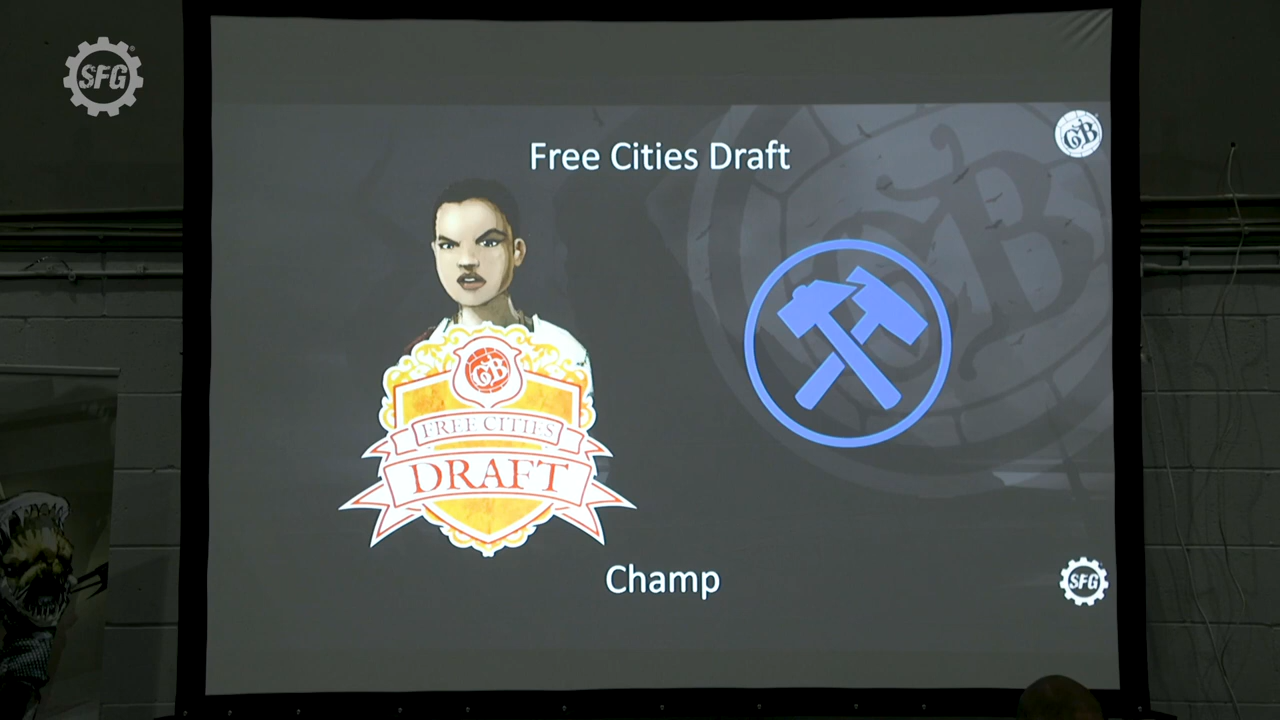 SFG
Free Cities Draft
GB
GB
FREE CITIES
DRAFT
Champ
SFG